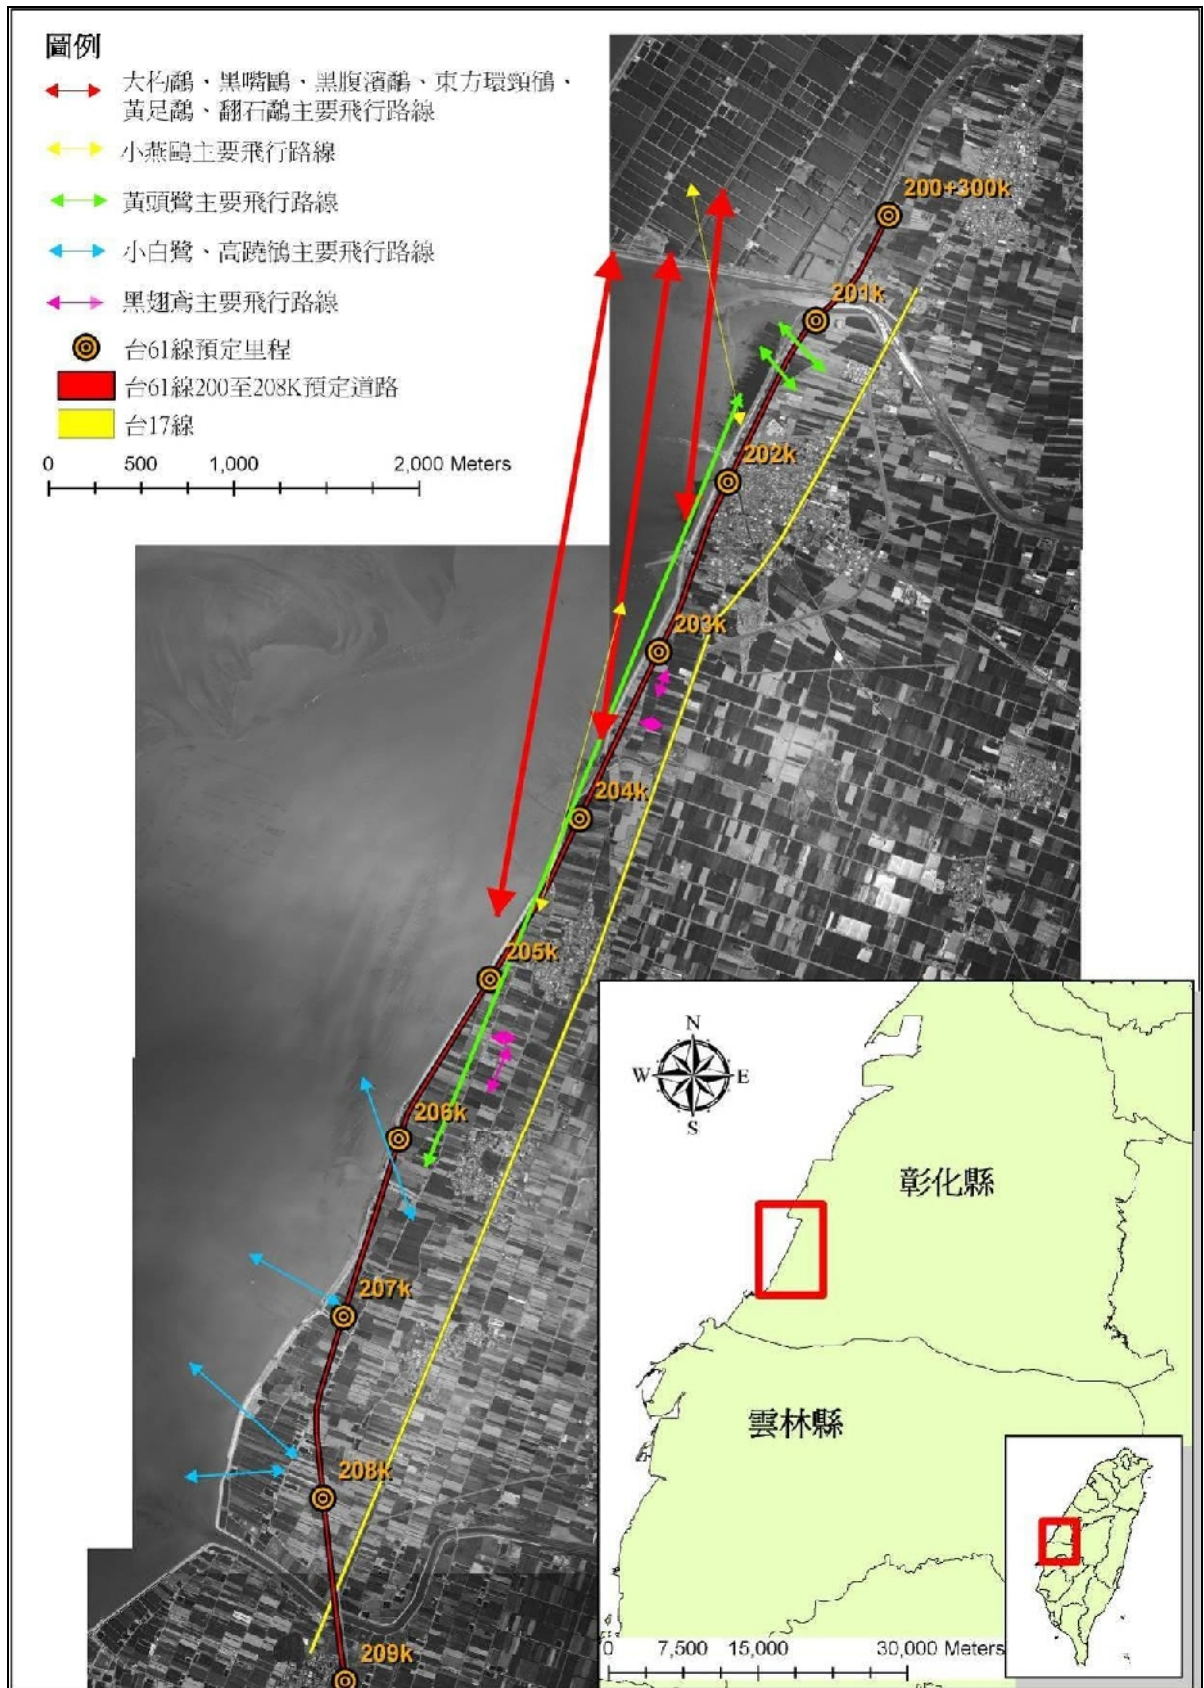 圖例
大杓鷸、黑嘴鷗、黑腹濱鷸、東方環頸鴴、
黃足鷸、翻石鷸主要飛行路線
小燕鷗主要飛行路線
黃頭鷺主要飛行路線
小白鷺、高蹺鴴主要飛行路線
黑翅鳶主要飛行路線
台61線預定里程
台61線200至208K預定道路
台17線
0 500 1,000 2,000 Meters
200+300k
201k
202k
203k
204k
205k
206k
207k
208k
209k
N
W E
S
彰化縣
雲林縣
0 7,500 15,000 30,000 Meters